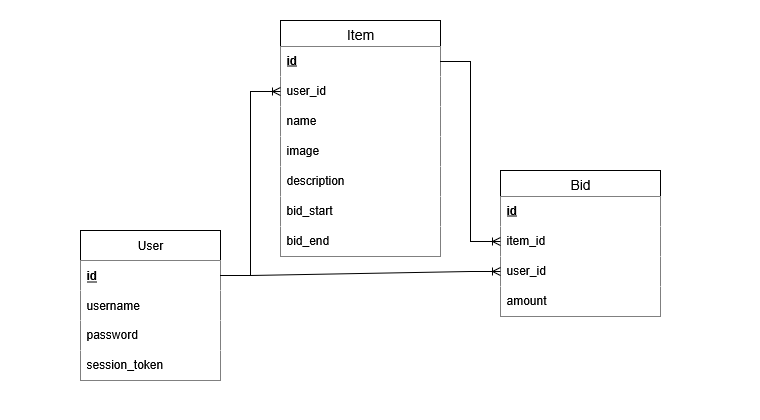 Item
id
user_id
name
image
description
bid_start
bid_end
Bid
id
item_id
user_id
amount
User
id
username
password
session_token